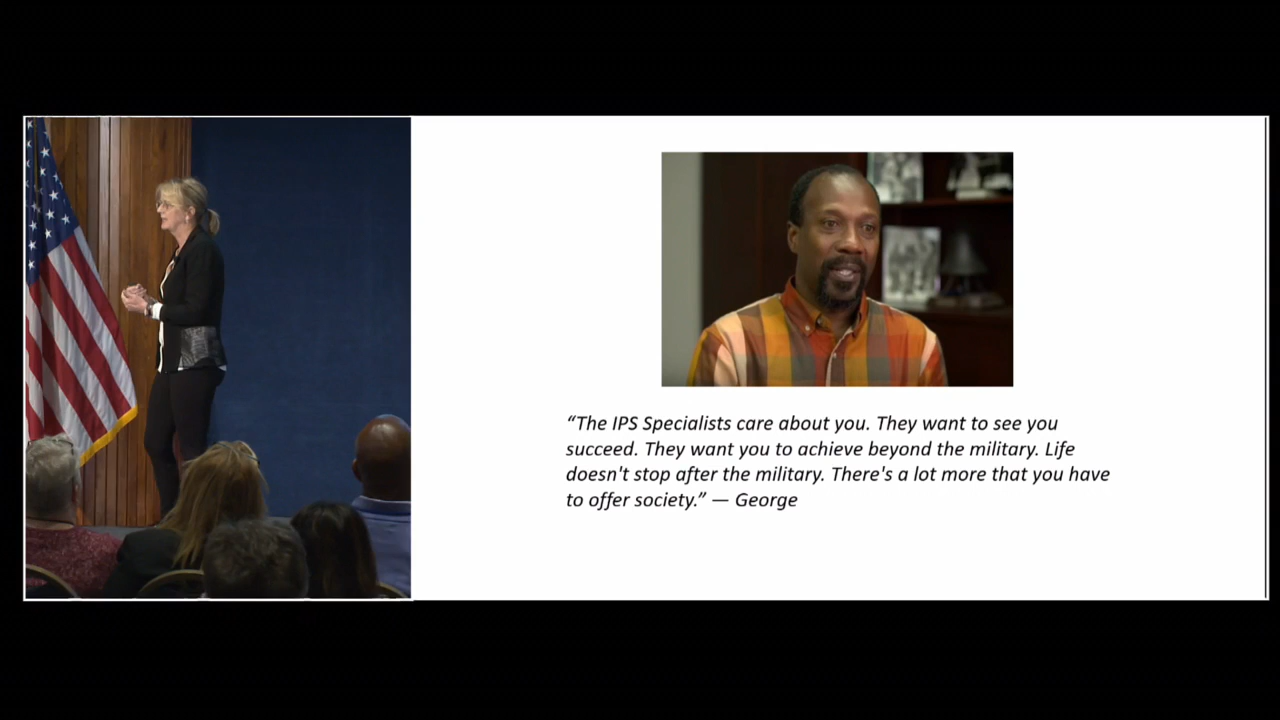 “The IPS Specialists care about you. They want to see you
succeed. They want you to achieve beyond the military. Life
doesn't stop after the military. There's a lot more that you have
to offer society.” — George